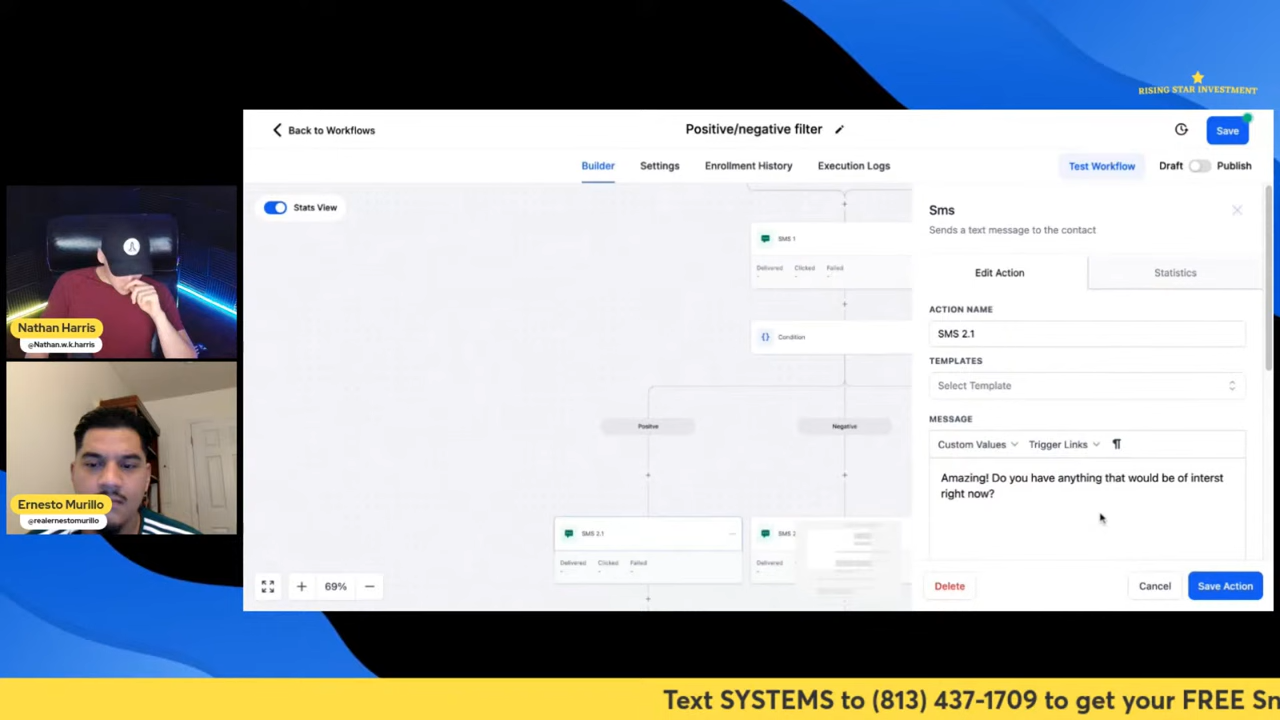 RISING STAR INVESTMENT
Back to Workflows
Positive/negative filter
Save
Builder
Settings
Enrollment History
Execution Logs
Test Workflow
Draft
Publish
Stats View
SMS 1
Delivered
Clicked
Failed
Condition
Positive
Negative
SMS 2.1
Delivered
Clicked
Failed
SMS 2
Delivered
69%
Sms
Sends a text message to the contact
Edit Action
Statistics
ACTION NAME
SMS 2.1
TEMPLATES
Select Template
MESSAGE
Custom Values
Trigger Links
Amazing! Do you have anything that would be of interst
right now?
Delete
Cancel
Save Action
Nathan Harris
@Nathan.w.k.harris
Ernesto Murillo
@realernestomurillo
Text SYSTEMS to (813) 437-1709 to get your FREE Sn